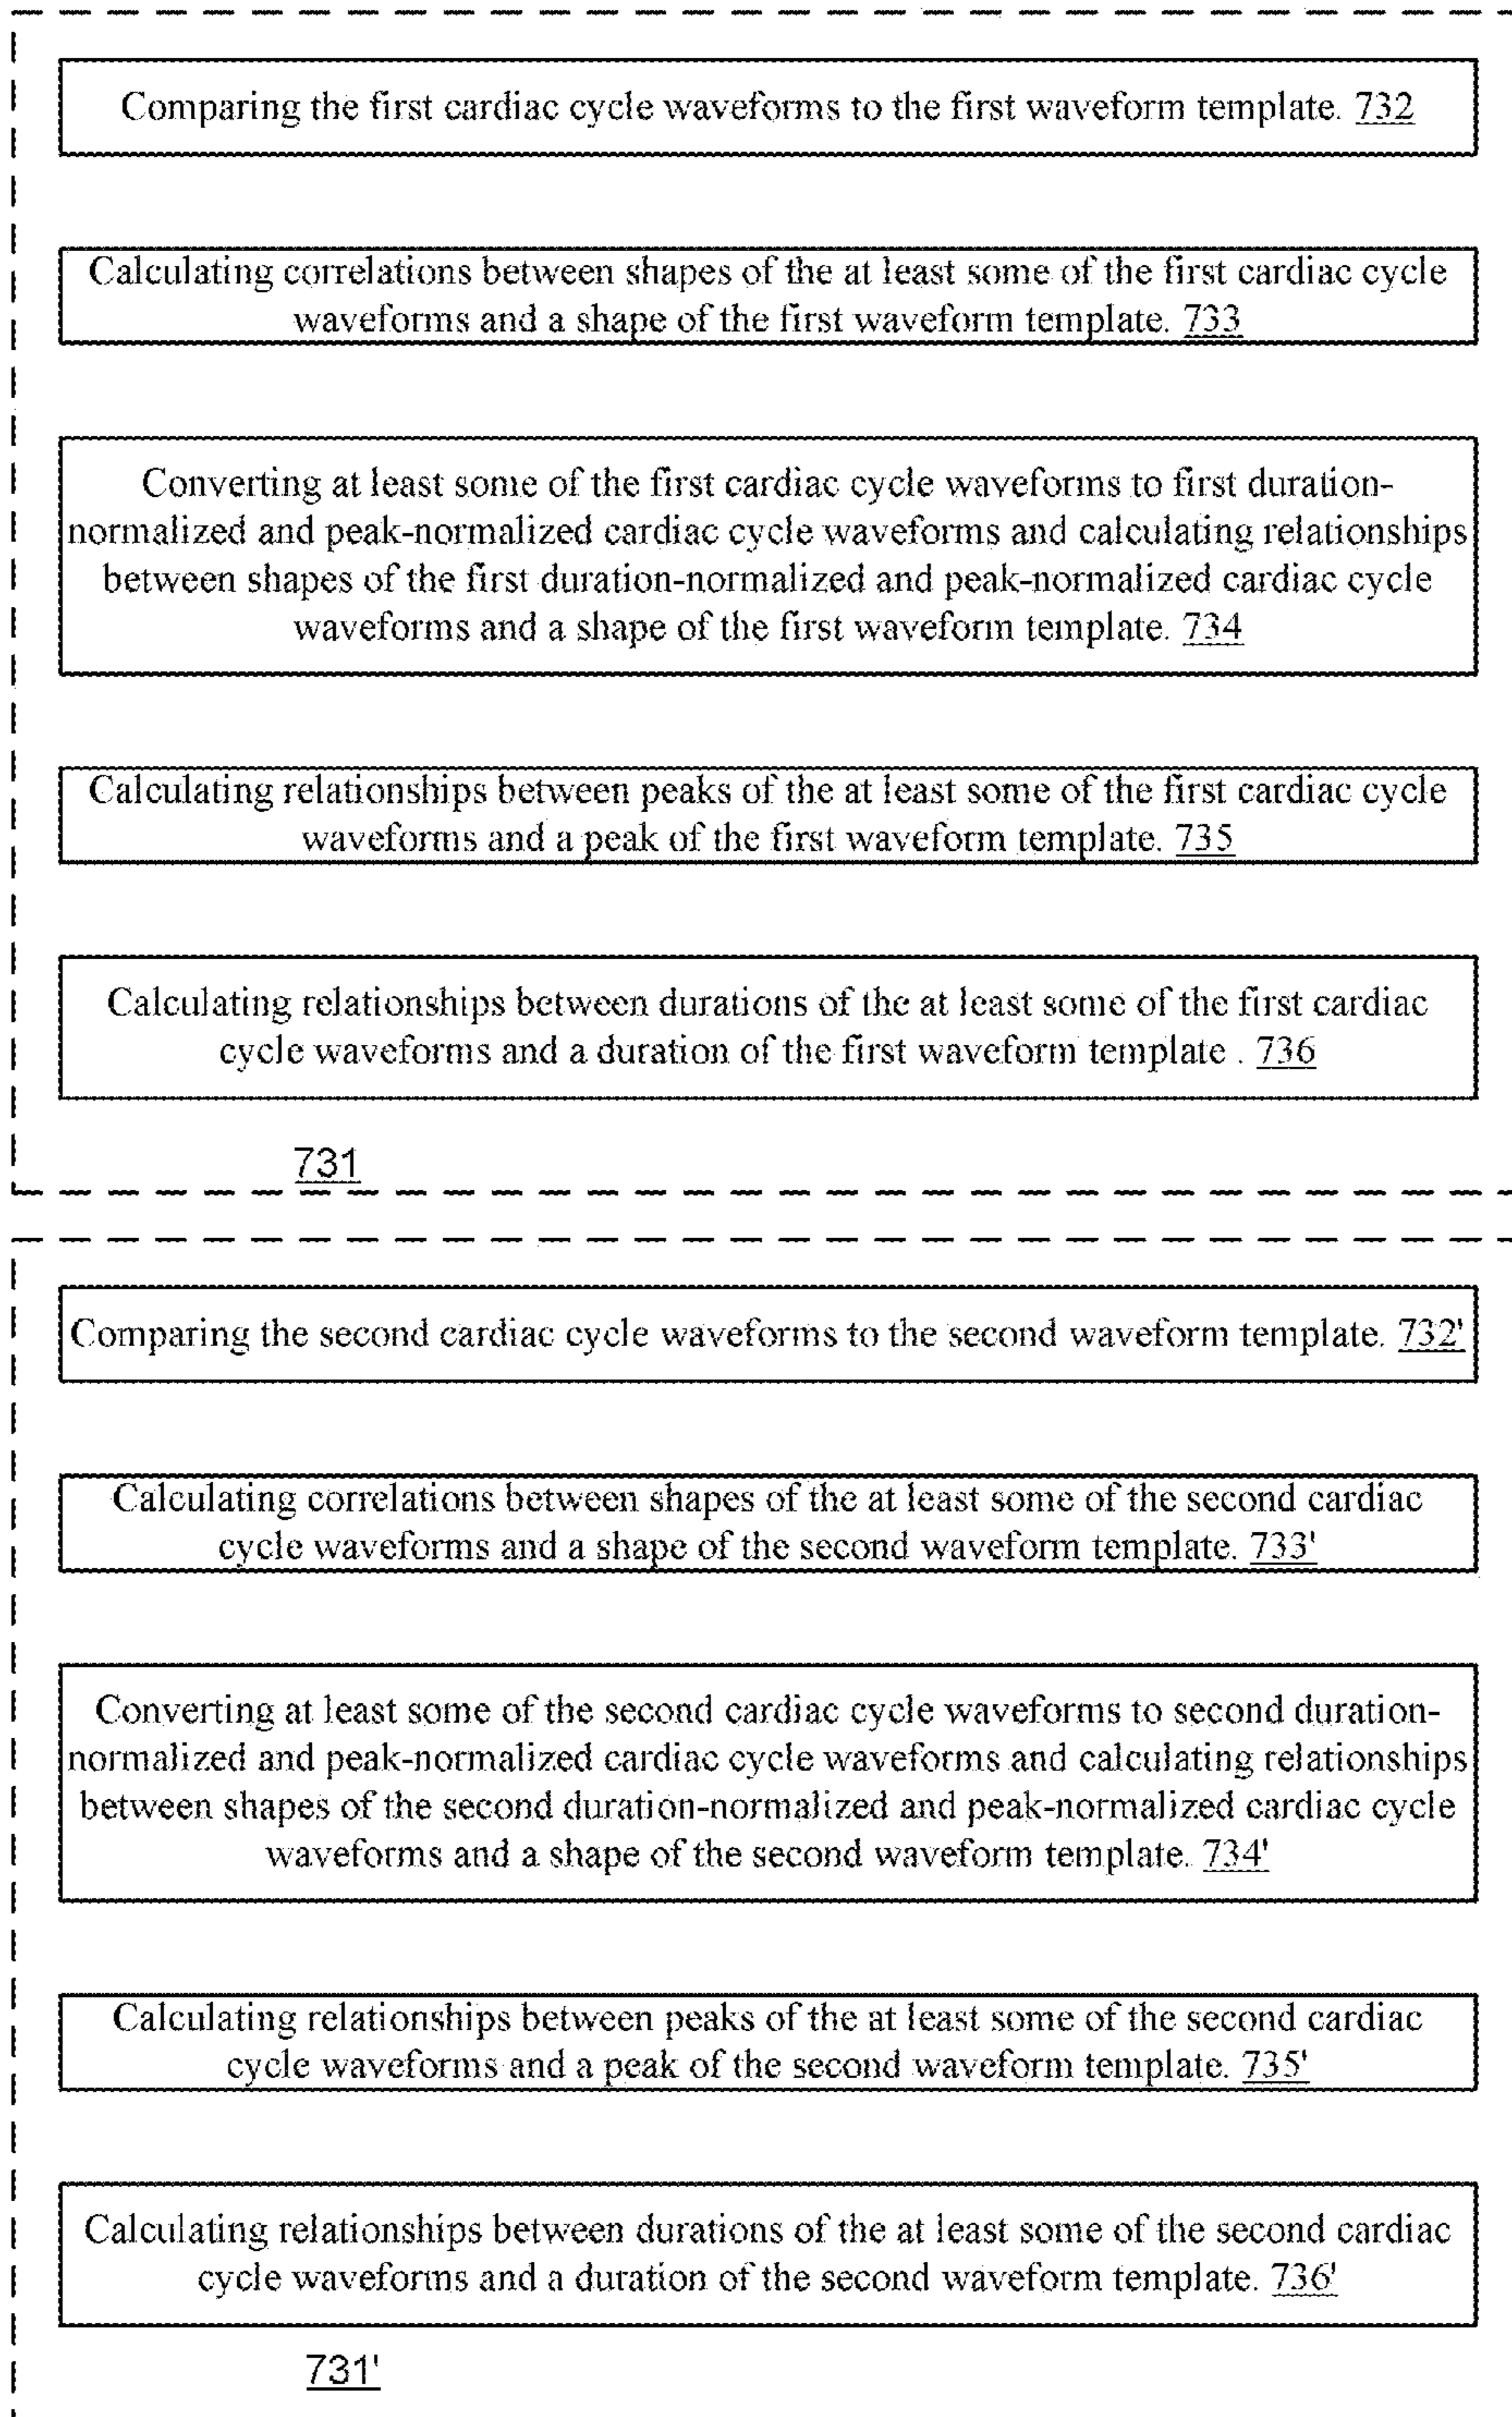 Comparing the first cardiac cycle waveforms to the first waveform template. 732
Calculating correlations between shapes of the at least some of the first cardiac cycle
waveforms and a shape of the first waveform template. 733
Converting at least some of the first cardiac cycle waveforms to first duration-
normalized and peak-normalized cardiac cycle waveforms and calculating relationships
between shapes of the first duration-normalized and peak-normalized cardiac cycle
waveforms and a shape of the first waveform template. 734
Calculating relationships between peaks of the at least some of the first cardiac cycle
waveforms and a peak of the first waveform template. 735
Calculating relationships between durations of the at least some of the first cardiac
cycle waveforms and a duration of the first waveform template . 736
731
Comparing the second cardiac cycle waveforms to the second waveform template. 732'
Calculating correlations between shapes of the at least some of the second cardiac
cycle waveforms and a shape of the second waveform template. 733'
Converting at least some of the second cardiac cycle waveforms to second duration-
normalized and peak-normalized cardiac cycle waveforms and calculating relationships
between shapes of the second duration-normalized and peak-normalized cardiac cycle
waveforms and a shape of the second waveform template. 734'
Calculating relationships between peaks of the at least some of the second cardiac
cycle waveforms and a peak of the second waveform template. 735'
Calculating relationships between durations of the at least some of the second cardiac
cycle waveforms and a duration of the second waveform template. 736'
731'